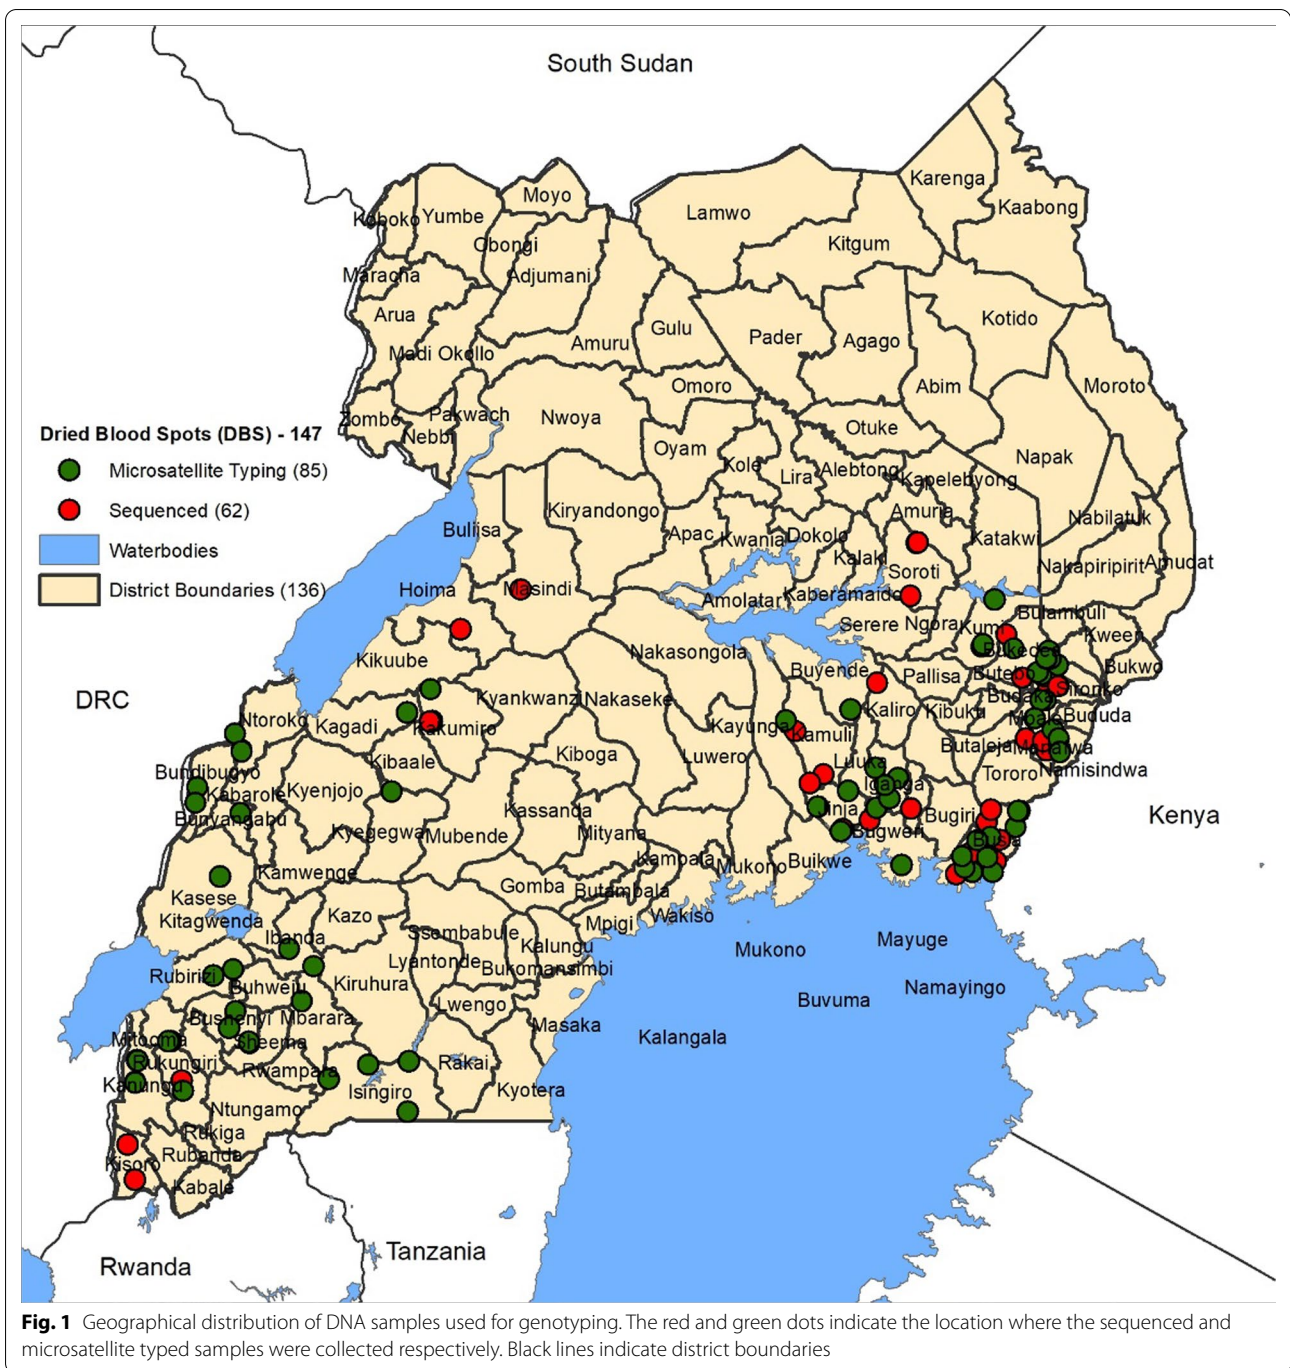 South Sudan
Karenga
Kaabong
Moyo
Koboko
Yumbe
Lamwo
Obongi
Kitgum
Maracha
Adjumani
Arua
Kotido
Gulu
Pader
Agago
Amuru
Madi Okollo
Omoro
Abim
Moroto
Zombo
Pakwach
Nwoya
Nebbi
Otuke
Dried Blood Spots (DBS) - 147
Microsatellite Typing (85)
Sequenced (62)
Waterbodies
District Boundaries (136)
Oyam
Kole
Lira
Alebtong
Kapelebyong
Napak
Kiryandongo
Amuria
Nabilatuk
Buliisa
Apac
Kwania
Dokolo
Katakwi
Kalaki
Soroti
Nakapiripirit
Amudat
Hoima
Masindi
Amolatar
Kaberamaido
Serere
Ngora
Kumi
Bulambuli
Kween
Kikuube
Nakasongola
Buyende
Pallisa
Bukedea
Butebo
Bukwo
Sironko
DRC
Kyankwanzi
Nakaseke
Budaka
Ntoroko
Kagadi
Kakumiro
Kayunga
Kamuli
Kaliro
Kibuku
Mbale
Bududa
Kibaale
Kiboga
Luwero
Luuka
Butaleja
Manafwa
Bundibugyo
Kabarole
Kyenjojo
Iganga
Tororo
Namisindwa
Bunyangabu
Kyegegwa
Mubende
Kassanda
Mityana
Jinja
Bugweri
Bugiri
Busia
Kenya
Kamwenge
Kampala
Mukono
Buikwe
Kasese
Gomba
Butambala
Kitagwenda
Kazo
Mpigi
Wakiso
Ibanda
Ssembabule
Kalungu
Mukono
Mayuge
Rubirizi
Buhweju
Kiruhura
Lyantonde
Bukomansimbi
Buvuma
Namayingo
Bushenyi
Mbarara
Lwengo
Masaka
Kalangala
Mitooma
Sheema
Rukungiri
Rwampara
Rakai
Kanungu
Isingiro
Kyotera
Ntungamo
Rukiga
Kisoro
Rubanda
Kabale
Rwanda
Tanzania
Fig. 1 Geographical distribution of DNA samples used for genotyping. The red and green dots indicate the location where the sequenced and
microsatellite typed samples were collected respectively. Black lines indicate district boundaries